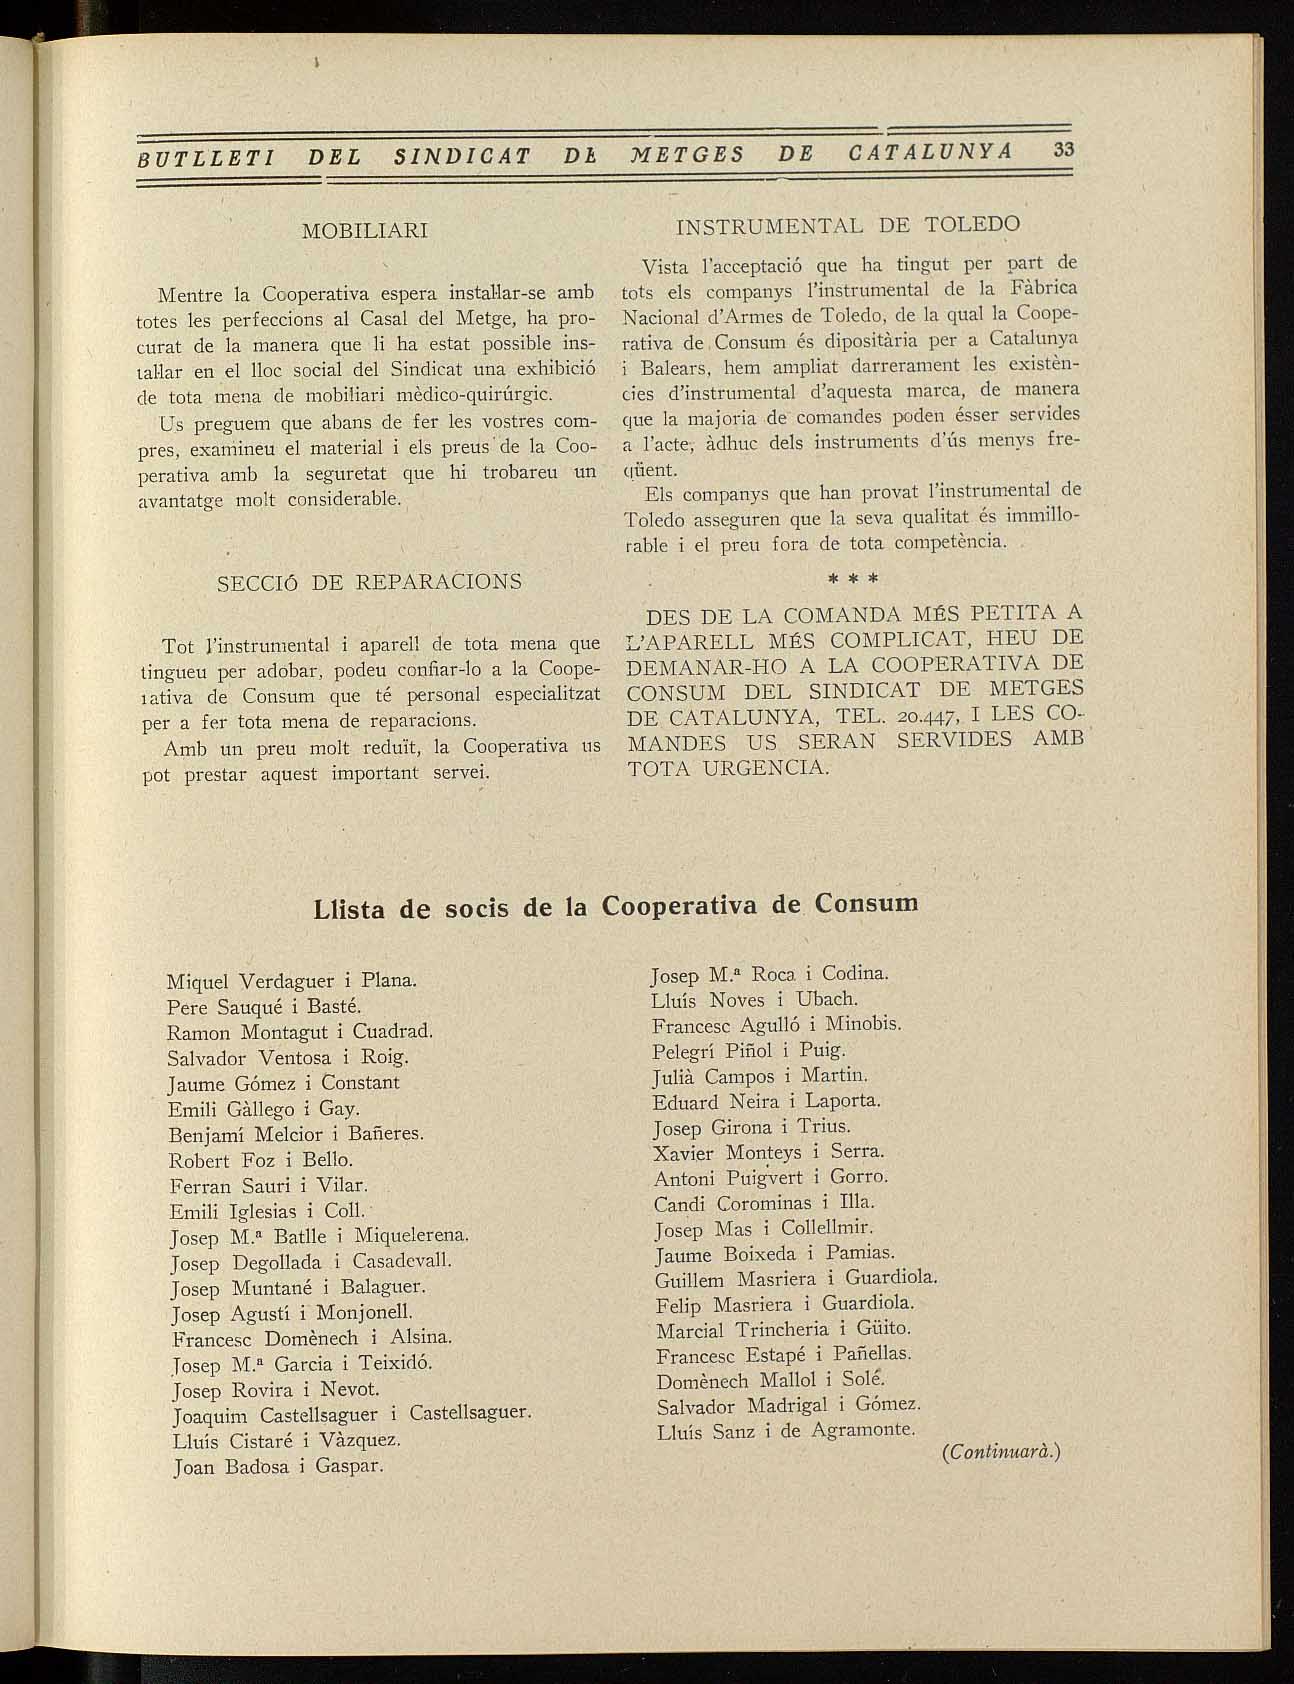 BUTLLETI DEL SINDICAT DE METGES DE CATALUNYA 33
MOBILIARI
Mentre la Cooperativa espera instal·lar-se amb
totes les perfeccions al Casal del Metge, ha pro-
curat de la manera que li ha estat possible ins-
tal·lar en el lloc social del Sindicat una exhibició
de tota mena de mobiliari mèdico-quirúrgic.
Us preguem que abans de fer les vostres com-
pres, examineu el material i els preus de la Coo-
perativa amb la seguretat que hi trobareu un
avantatge molt considerable.
SECCIÓ DE REPARACIONS
Tot l'instrumental i aparell de tota mena que
tingueu per adobar, podeu confiar-lo a la Coope-
rativa de Consum que té personal especialitzat
per a fer tota mena de reparacions.
Amb un preu molt reduït, la Cooperativa us
pot prestar aquest important servei.
INSTRUMENTAL DE TOLEDO
Vista l'acceptació que ha tingut per part de
tots els companys l'instrumental de la Fàbrica
Nacional d'Armes de Toledo, de la qual la Coope-
rativa de Consum és dipositària per a Catalunya
i Balears, hem ampliat darrerament les existèn-
cies d'instrumental d'aquesta marca, de manera
que la majoria de comandes poden ésser servides
a l'acte, àdhuc dels instruments d'ús menys fre-
qüent.
Els companys que han provat l'instrumental de
Toledo asseguren que la seva qualitat és immillo-
rable i el preu fora de tota competència.
* * *
DES DE LA COMANDA MÉS PETITA A
L'APARELL MÉS COMPLICAT, HEU DE
DEMANAR-HO A LA COOPERATIVA DE
CONSUM DEL SINDICAT DE METGES
DE CATALUNYA, TEL. 20.447, I LES CO-
MANDES US SERAN SERVIDES AMB
TOTA URGENCIA.
Llista de socis de la Cooperativa de Consum
Miquel Verdaguer i Plana.
Pere Sauqué i Basté.
Ramon Montagut i Cuadrad.
Salvador Ventosa i Roig.
Jaume Gómez i Constant
Emili Gàllego i Gay.
Benjamí Melcior i Bañeres.
Robert Foz i Bello.
Ferran Sauri i Vilar.
Emili Iglesias i Coll.
Josep M.ª Batlle i Miquelerena.
Josep Degollada i Casadevall.
Josep Muntané i Balaguer.
Josep Agustí i Monjonell.
Francesc Domènech i Alsina.
Josep M.ª Garcia i Teixidó.
Josep Rovira i Nevot.
Joaquim Castellsaguer i Castellsaguer.
Lluís Cistaré i Vàzquez.
Joan Badosa i Gaspar.
Josep M.ª Roca i Codina.
Lluís Noves i Ubach.
Francesc Agulló i Minobis.
Pelegrí Piñol i Puig.
Julià Campos i Martin.
Eduard Neira i Laporta.
Josep Girona i Trius.
Xavier Monteys i Serra.
Antoni Puigvert i Gorro.
Candi Corominas i Illa.
Josep Mas i Collellmir.
Jaume Boixeda i Pamias.
Guillem Masriera i Guardiola.
Felip Masriera i Guardiola.
Marcial Trincheria i Güito.
Francesc Estapé i Pañellas.
Domènech Mallol i Solé.
Salvador Madrigal i Gómez.
Lluís Sanz i de Agramonte.
(Continuarà.)